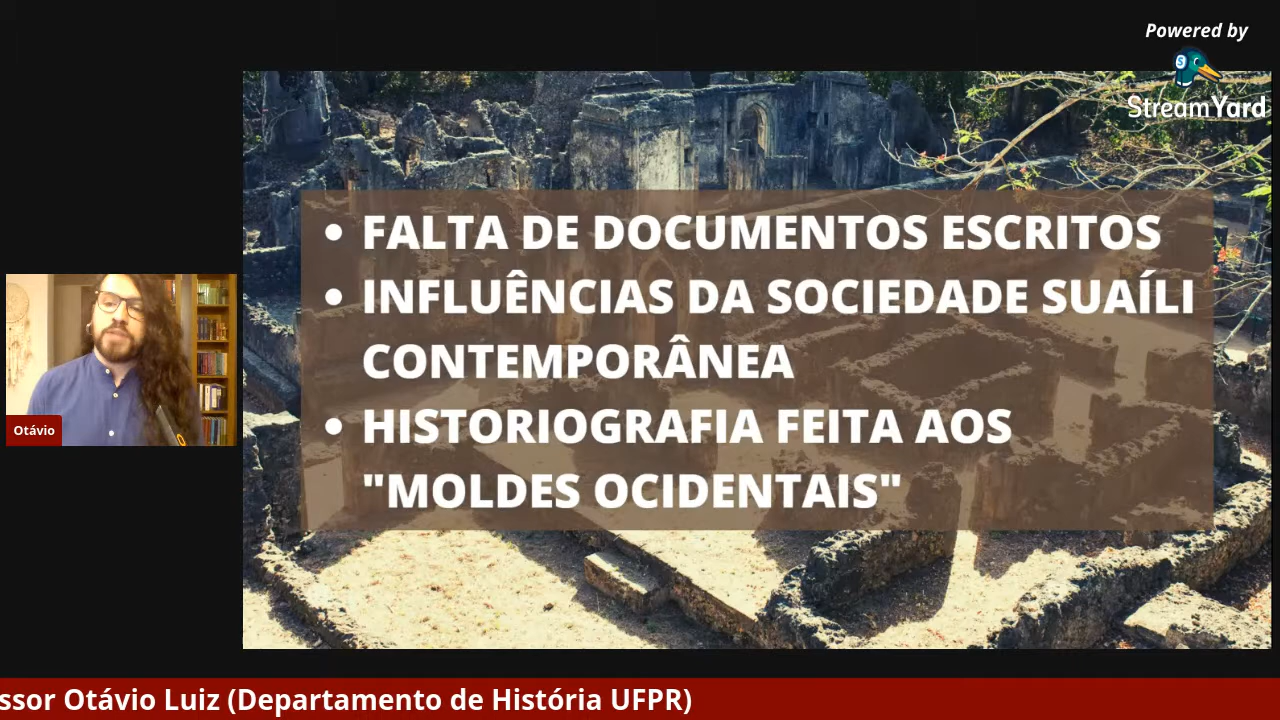 Powered by
StreamYard
• FALTA DE DOCUMENTOS ESCRITOS
• INFLUÊNCIAS DA SOCIEDADE SUAÍLI
CONTEMPORÂNEA
• HISTORIOGRAFIA FEITA AOS
"MOLDES OCIDENTAIS"
Otávio
ssor Otávio Luiz (Departamento de História UFPR)